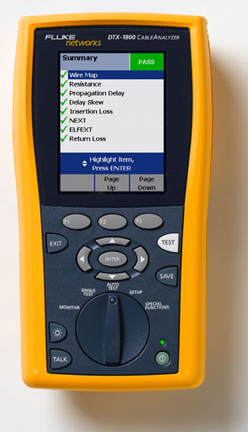 FLUKE networks DTX-1800 CABLEANALYZER
Summary PASS
Wire Map
Resistance
Propagation Delay
Delay Skew
Insertion Loss
NEXT
ELFEXT
Return Loss
Highlight item,
Press ENTER
Page Up
Page Down
F1 F2 F3
EXIT TEST
ENTER
SAVE
MONITOR
SINGLE TEST
AUTO TEST
SETUP
SPECIAL FUNCTIONS
TALK